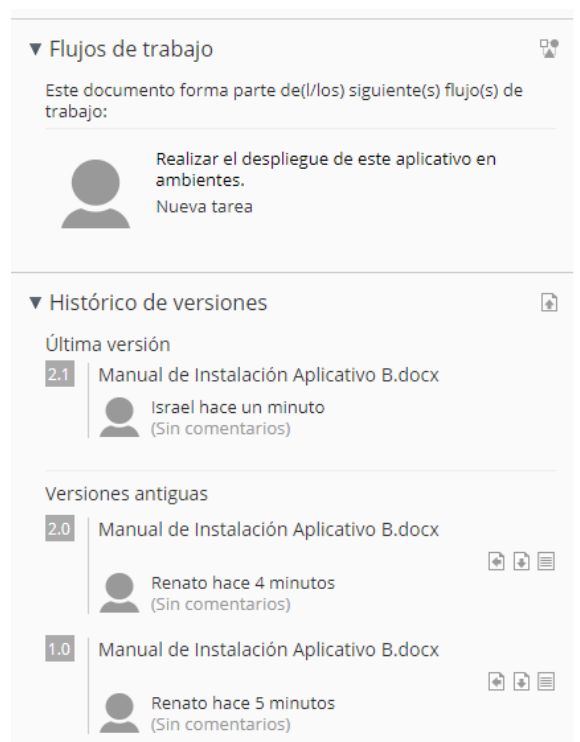 Flujos de trabajo
Este documento forma parte de(l/los) siguiente(s) flujo(s) de
trabajo:
Realizar el despliegue de este aplicativo en
ambientes.
Nueva tarea
Histórico de versiones
Última versión
2.1 Manual de Instalación Aplicativo B.docx
Israel hace un minuto
(Sin comentarios)
Versiones antiguas
2.0 Manual de Instalación Aplicativo B.docx
Renato hace 4 minutos
(Sin comentarios)
1.0 Manual de Instalación Aplicativo B.docx
Renato hace 5 minutos
(Sin comentarios)